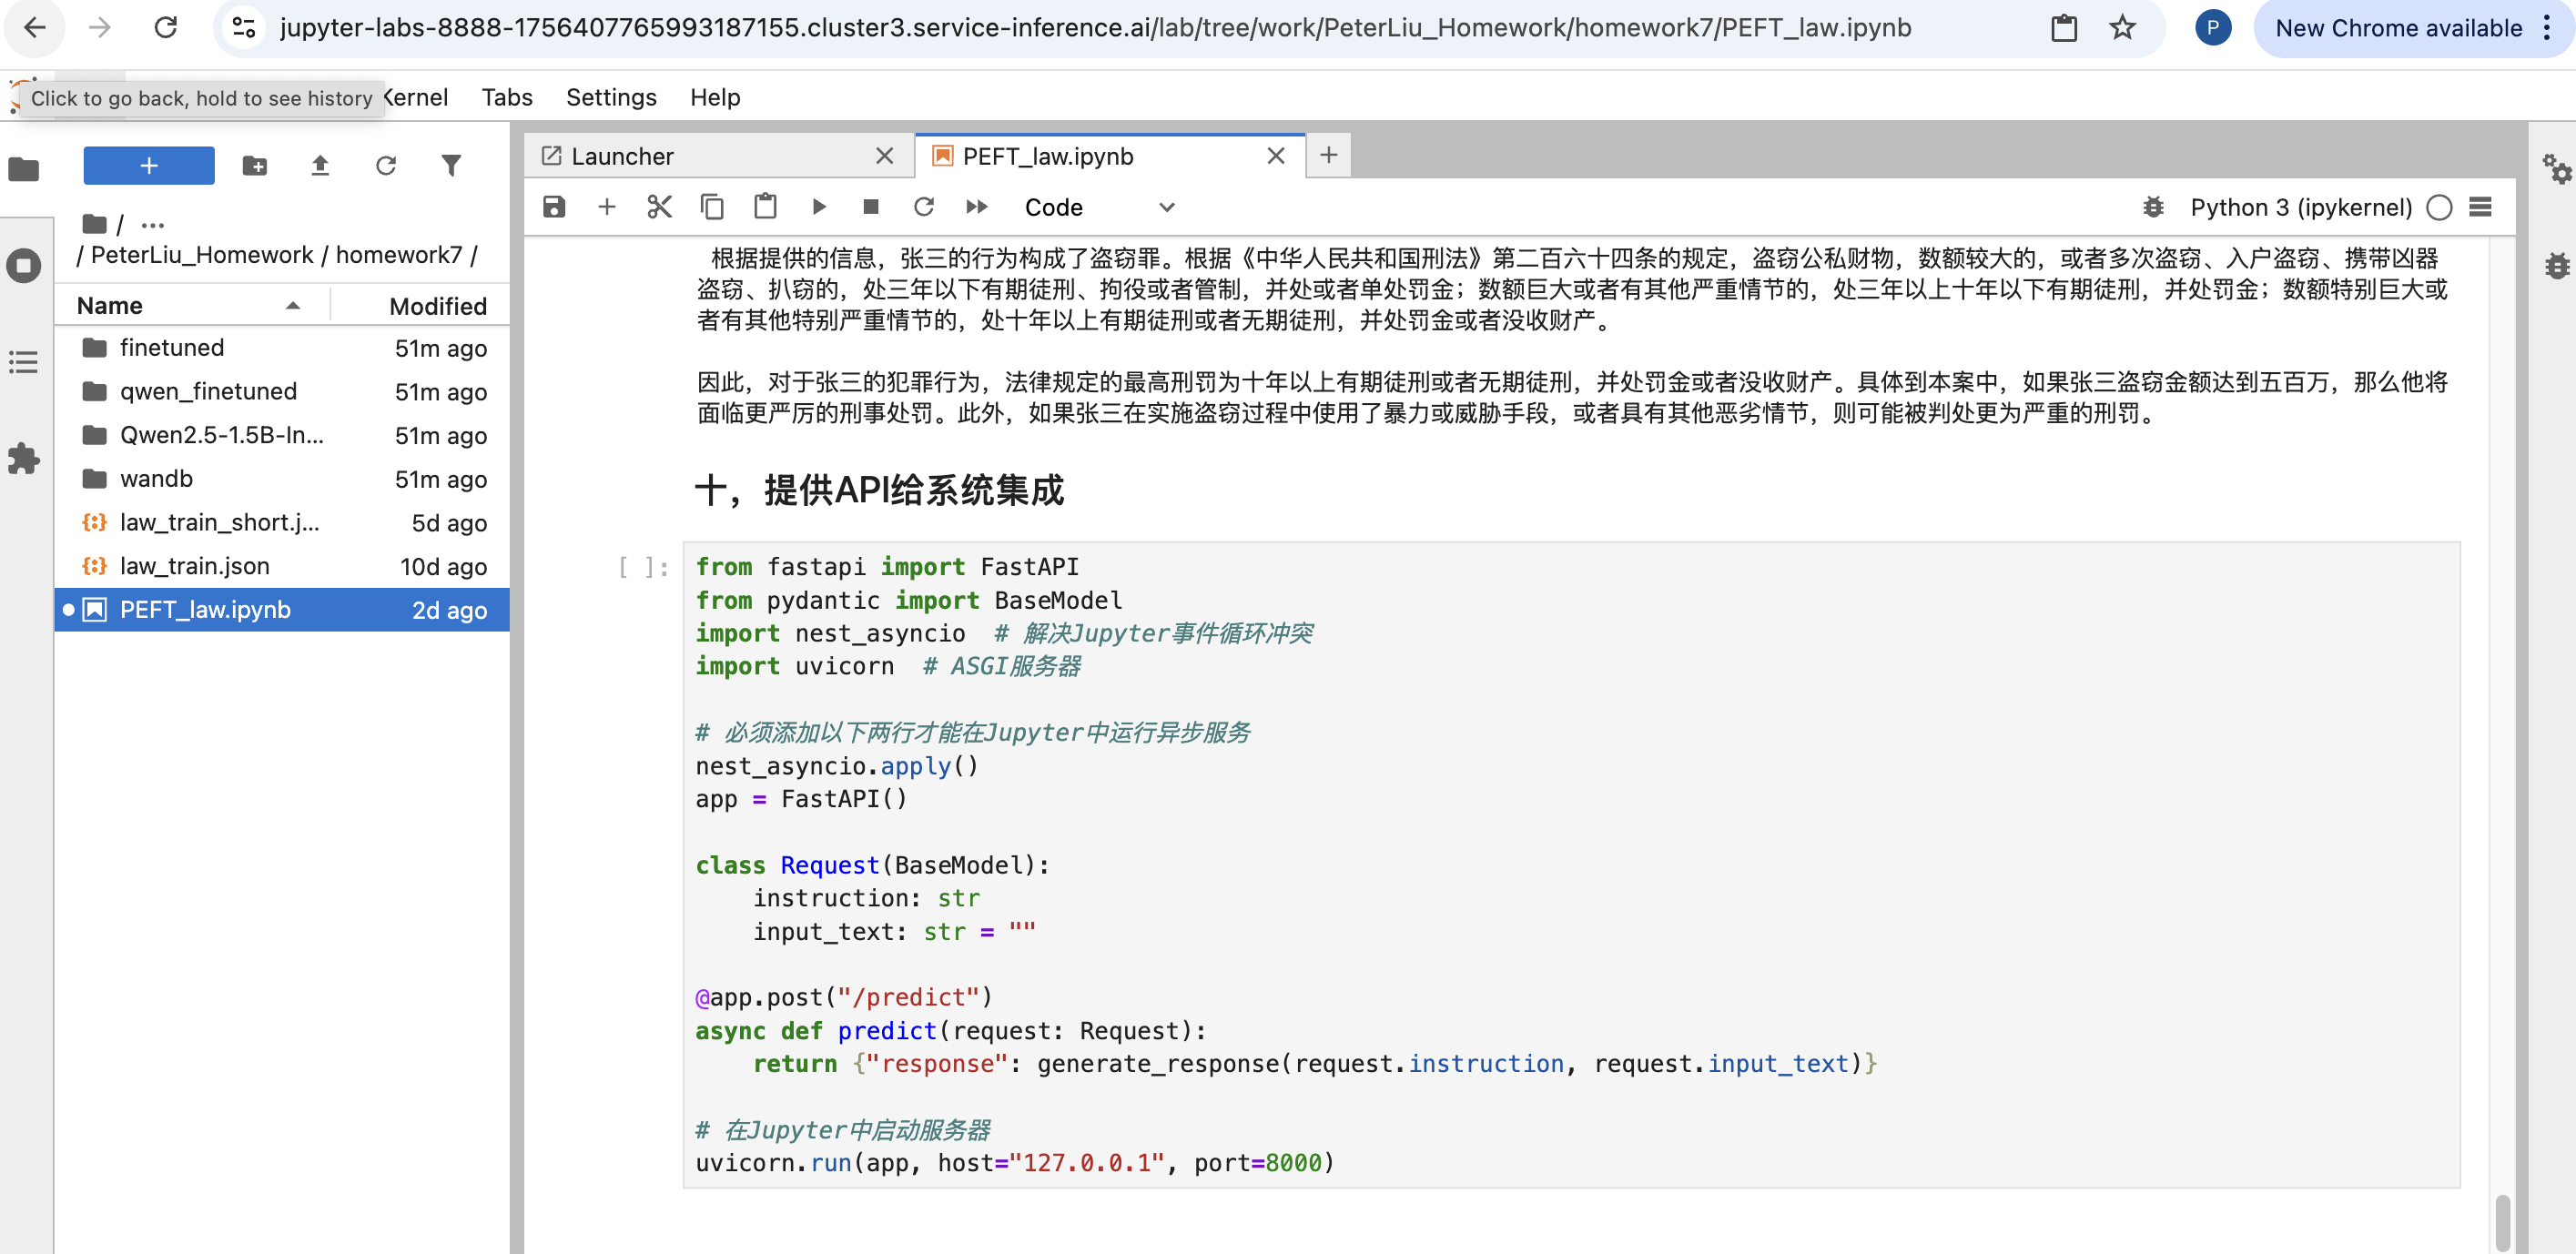 jupyter-labs-8888-1756407765993187155.cluster3.service-inference.ai/lab/tree/work/PeterLiu_Homework/homework7/PEFT_law.ipynb
P
New Chrome available
Click to go back, hold to see history
Kernel
Tabs
Settings
Help
Launcher
PEFT_law.ipynb
Code
Python 3 (ipykernel)
/ ...
/ PeterLiu_Homework / homework7 /
Name
Modified
finetuned
51m ago
qwen_finetuned
51m ago
Qwen2.5-1.5B-In...
51m ago
wandb
51m ago
law_train_short.j...
5d ago
law_train.json
10d ago
PEFT_law.ipynb
2d ago
根据提供的信息，张三的行为构成了盗窃罪。根据《中华人民共和国刑法》第二百六十四条的规定，盗窃公私财物，数额较大的，或者多次盗窃、入户盗窃、携带凶器
盗窃、扒窃的，处三年以下有期徒刑、拘役或者管制，并处或者单处罚金；数额巨大或者有其他严重情节的，处三年以上十年以下有期徒刑，并处罚金；数额特别巨大或
者有其他特别严重情节的，处十年以上有期徒刑或者无期徒刑，并处罚金或者没收财产。
因此，对于张三的犯罪行为，法律规定的最高刑罚为十年以上有期徒刑或者无期徒刑，并处罚金或者没收财产。具体到本案中，如果张三盗窃金额达到五百万，那么他将
面临更严厉的刑事处罚。此外，如果张三在实施盗窃过程中使用了暴力或威胁手段，或者具有其他恶劣情节，则可能被判处更为严重的刑罚。
十，提供API给系统集成
[ ]:
from fastapi import FastAPI
from pydantic import BaseModel
import nest_asyncio  # 解决Jupyter事件循环冲突
import uvicorn  # ASGI服务器
# 必须添加以下两行才能在Jupyter中运行异步服务
nest_asyncio.apply()
app = FastAPI()
class Request(BaseModel):
    instruction: str
    input_text: str = ""
@app.post("/predict")
async def predict(request: Request):
    return {"response": generate_response(request.instruction, request.input_text)}
# 在Jupyter中启动服务器
uvicorn.run(app, host="127.0.0.1", port=8000)